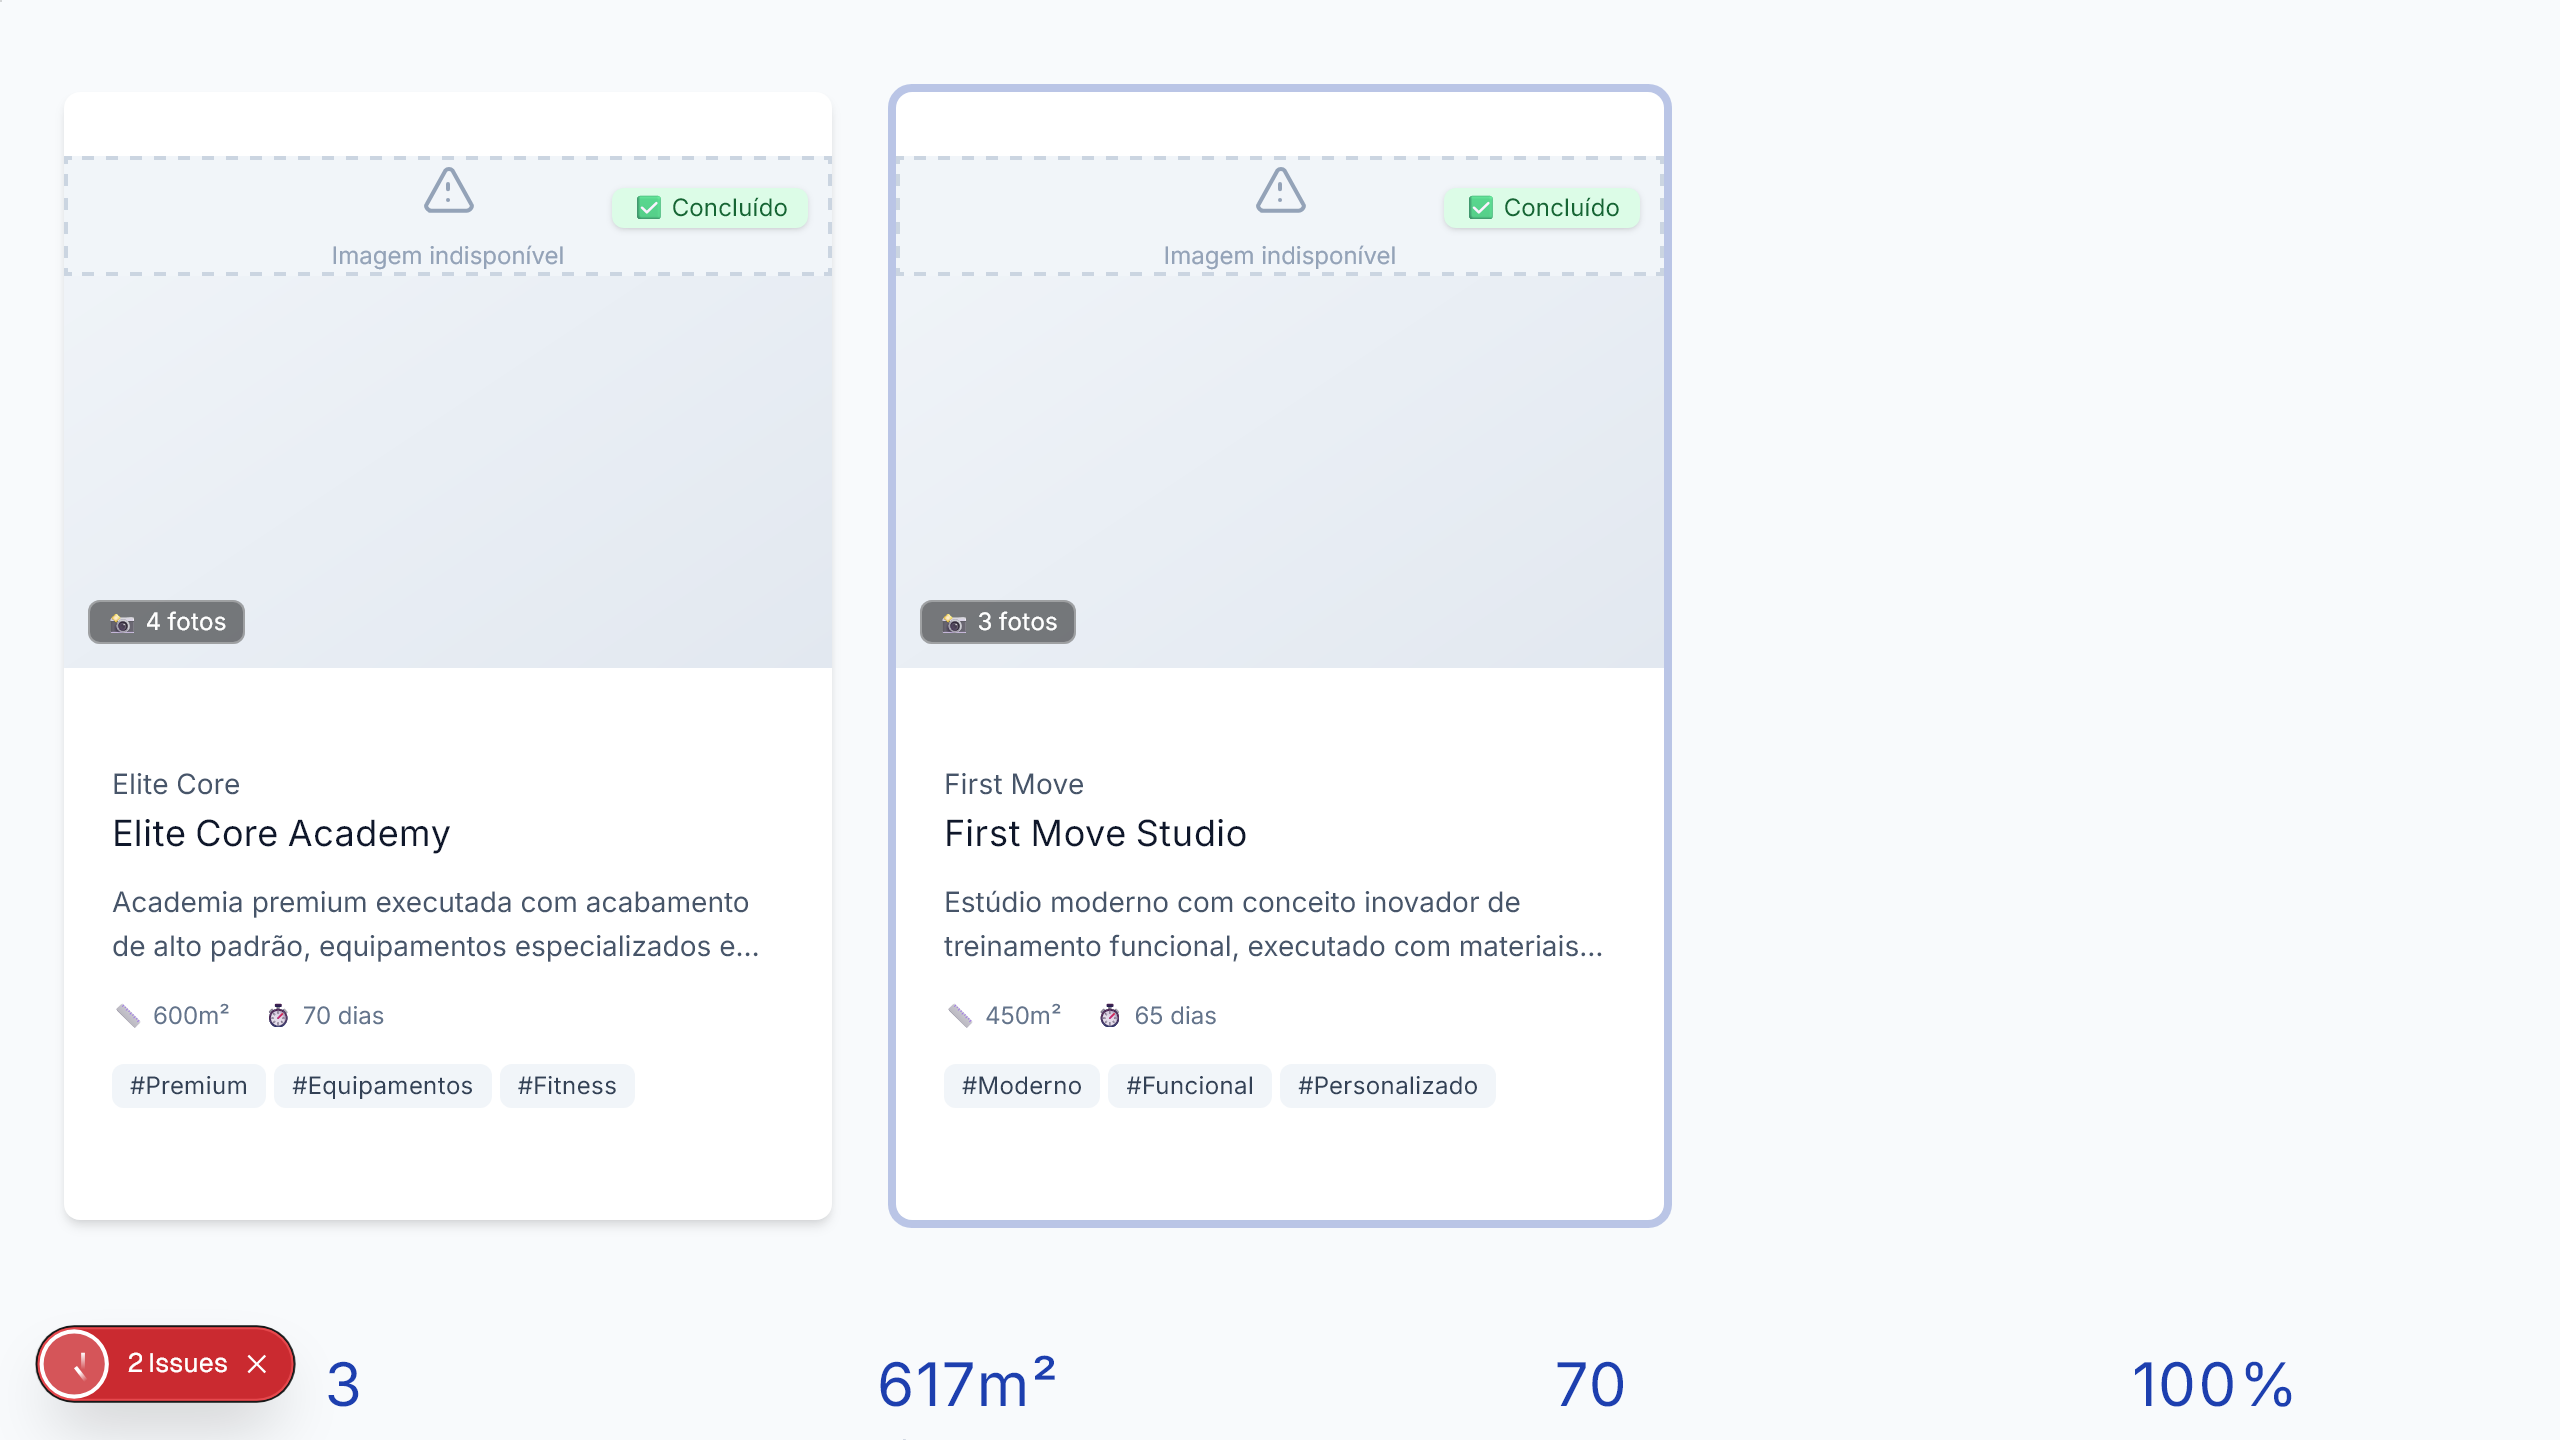 ✅ Concluído
Imagem indisponível
📸 4 fotos
Elite Core
Elite Core Academy
Academia premium executada com acabamento
de alto padrão, equipamentos especializados e...
📏 600m² ⏱ 70 dias
#Premium #Equipamentos #Fitness
✅ Concluído
Imagem indisponível
📸 3 fotos
First Move
First Move Studio
Estúdio moderno com conceito inovador de
treinamento funcional, executado com materiais...
📏 450m² ⏱ 65 dias
#Moderno #Funcional #Personalizado
2 Issues
3
617m²
70
100%